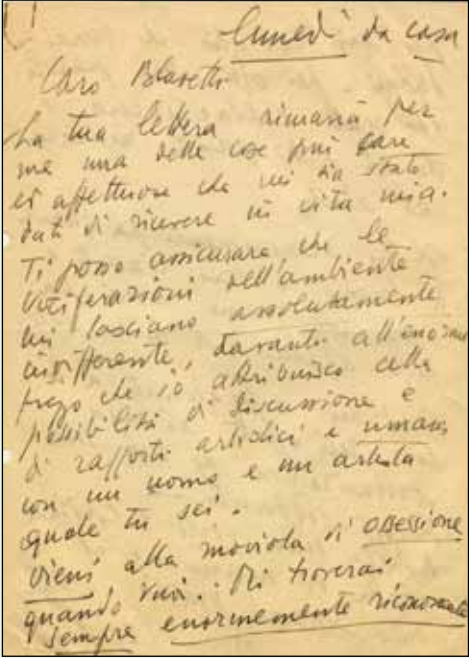 Lunedì da casa
Caro Blasetti
La tua lettera rimarrà per
me una delle cose più care
ed affettuose che mi sia stato
dato di ricevere in vita mia.
Ti posso assicurare che le
vociferazioni dell'ambiente
mi lasciano assolutamente
indifferente, davanti all'enorme
pregio che io attribuisco alla
possibilità di discussione e
di rapporti artistici e umani
con un uomo e un artista
quale tu sei.
Vieni alla moviola di Ossessione
quando vuoi. Mi troverai
sempre enormemente riconoscente